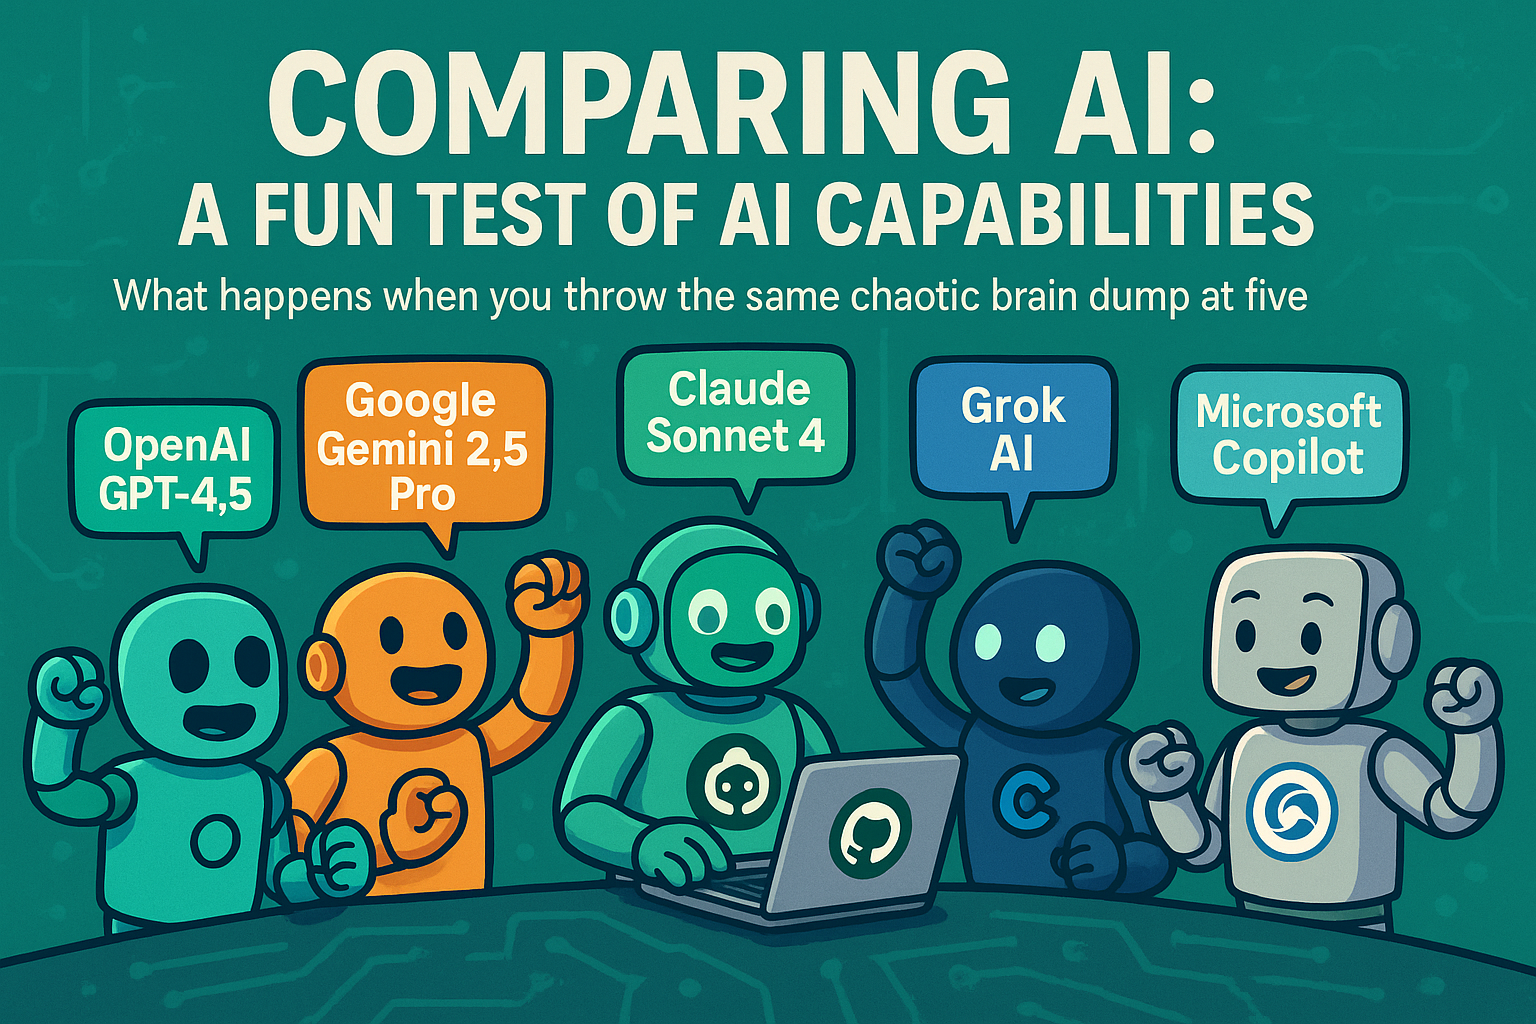 COMPARING AI:
A FUN TEST OF AI CAPABILITIES
What happens when you throw the same chaotic brain dump at five
OpenAI
GPT-4,5
Google
Gemini 2,5
Pro
Claude
Sonnet 4
Grok
AI
Microsoft
Copilot
C